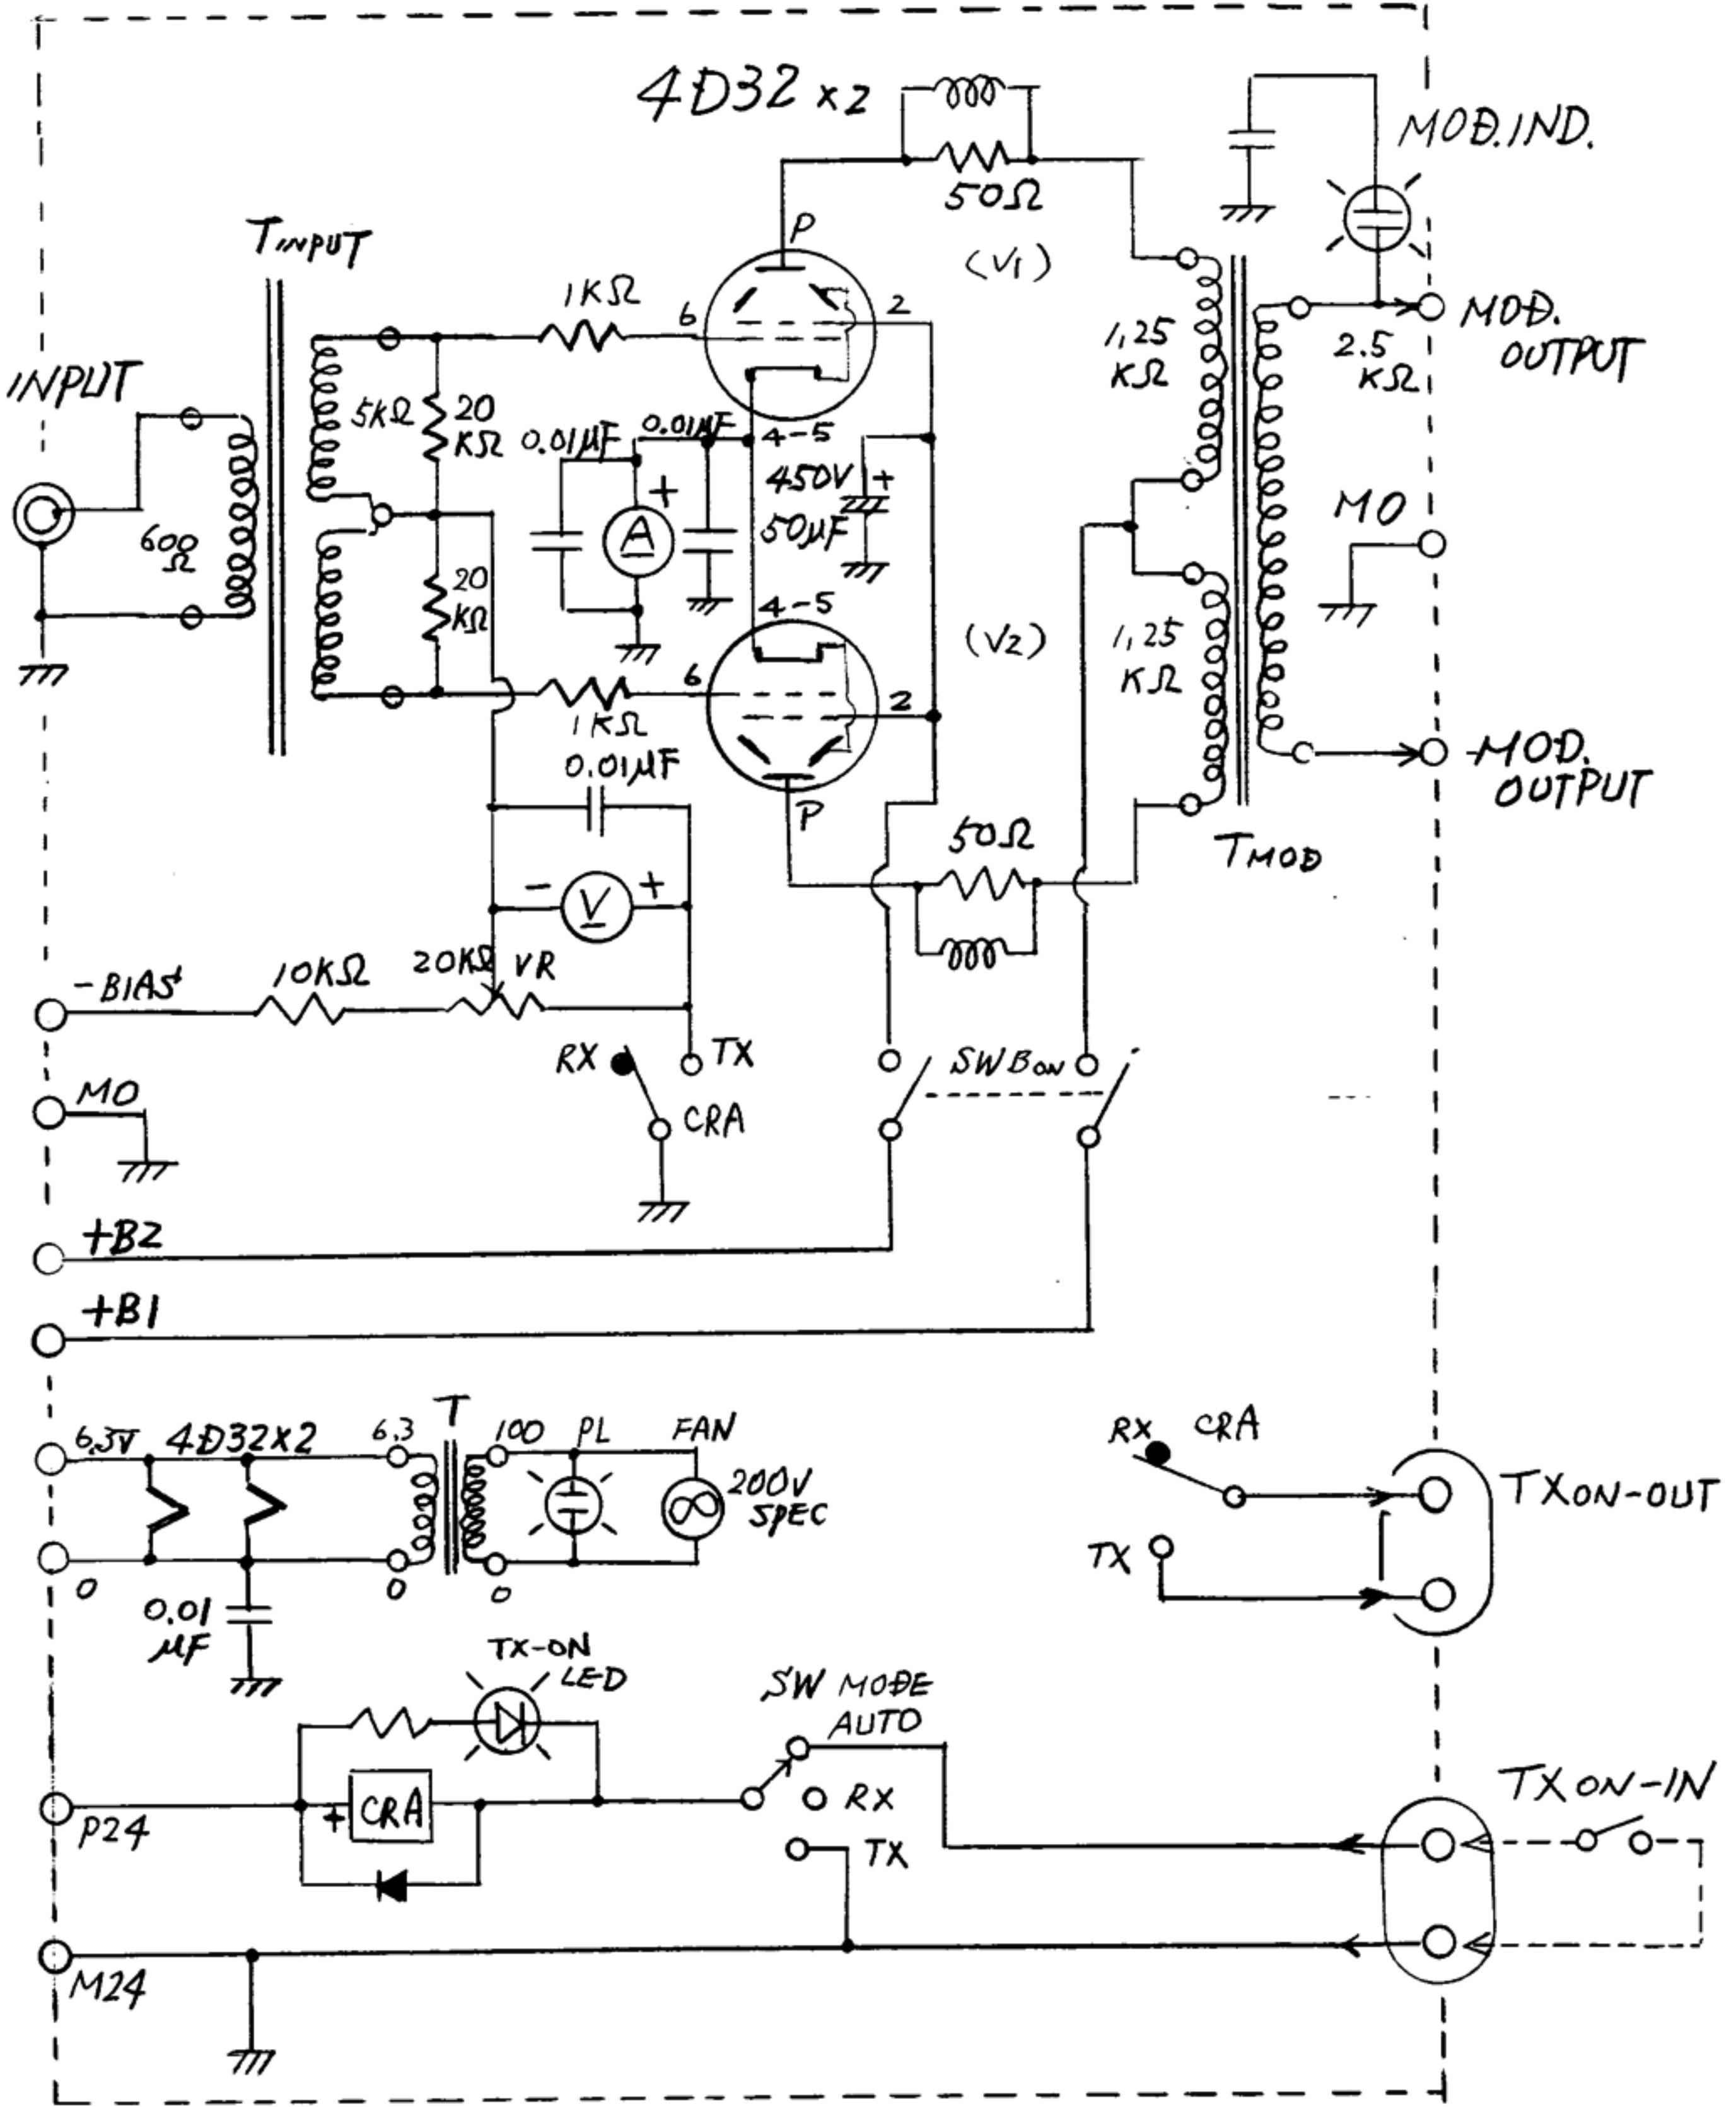 4D32 x2
MOD.IND.
50Ω
TINPUT
P
(V1)
1KΩ
6
2
MOD.
OUTPUT
1,25
KΩ
2.5
KΩ
INPUT
5KΩ
20
KΩ
0.01μF
0.01μF
4-5
450V
+
50μF
+
A
MO
600
Ω
20
KΩ
4-5
(V2)
1,25
KΩ
6
2
1KΩ
0.01μF
-MOD.
OUTPUT
P
50Ω
TMOD
-
V
+
-BIAS
10KΩ
20KΩ VR
RX
TX
SWBON
MO
CRA
+B2
+B1
6.3V
4D32x2
6.3
T
100
PL
FAN
RX
CRA
200V
SPEC
TXON-OUT
TX
0
0
0
0.01
μF
TX-ON
LED
SW MODE
AUTO
TX ON-IN
P24
+
CRA
RX
TX
M24